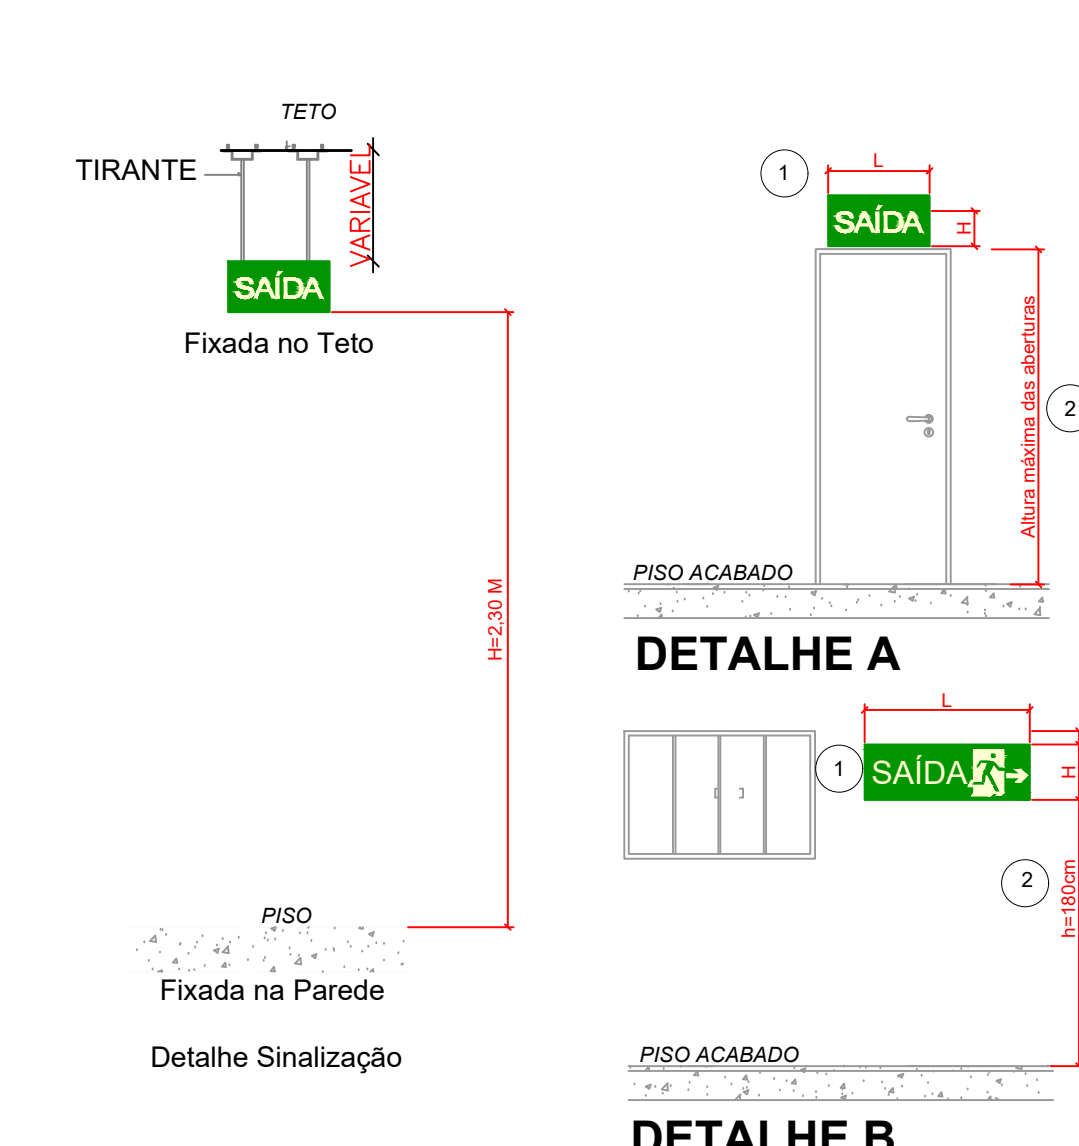 TETO
TIRANTE
VARIAVEL
SAÍDA
Fixada no Teto
H=2,30 M
PISO
Fixada na Parede
Detalhe Sinalização
1
L
SAÍDA
H
Altura máxima das aberturas
2
PISO ACABADO
DETALHE A
L
1
SAÍDA
H
2
h=180cm
PISO ACABADO
DETALHE B